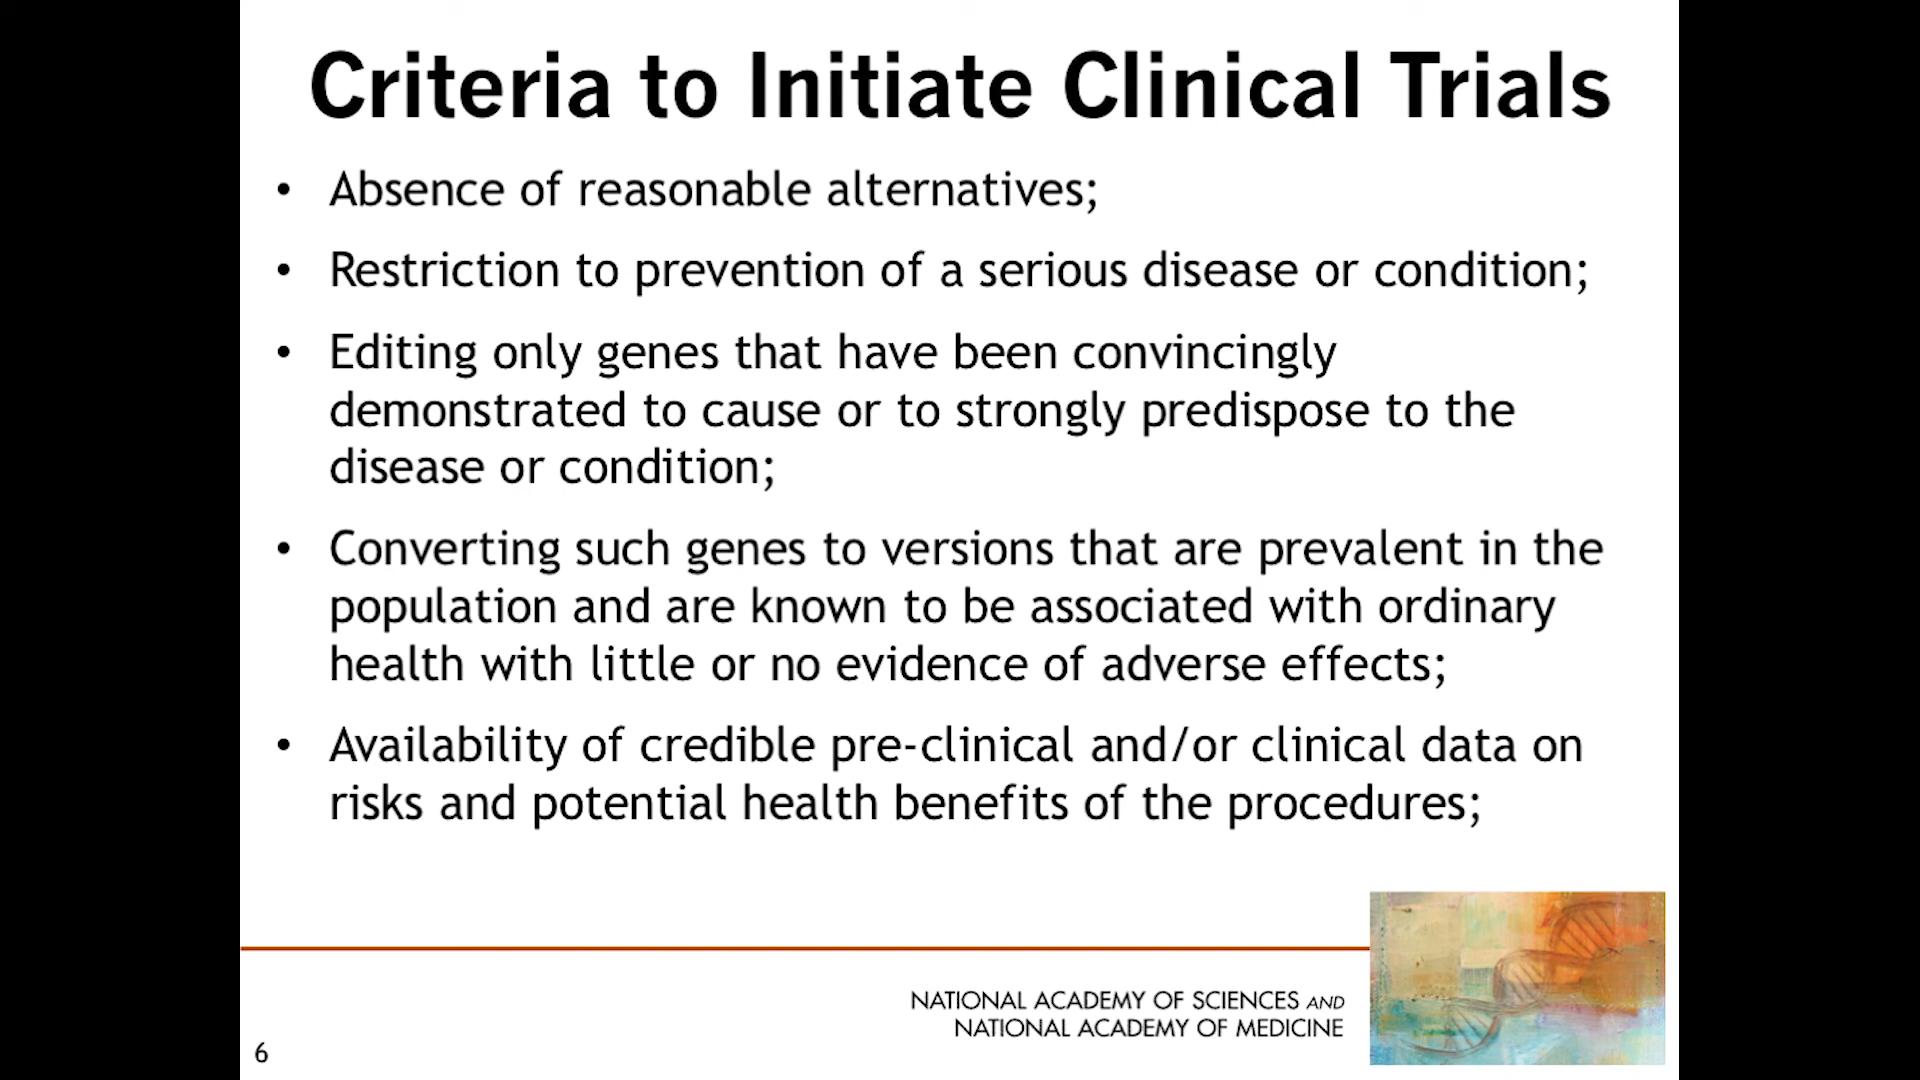 Criteria to Initiate Clinical Trials
• Absence of reasonable alternatives;
• Restriction to prevention of a serious disease or condition;
• Editing only genes that have been convincingly
demonstrated to cause or to strongly predispose to the
disease or condition;
• Converting such genes to versions that are prevalent in the
population and are known to be associated with ordinary
health with little or no evidence of adverse effects;
• Availability of credible pre-clinical and/or clinical data on
risks and potential health benefits of the procedures;
NATIONAL ACADEMY OF SCIENCES AND
NATIONAL ACADEMY OF MEDICINE
6